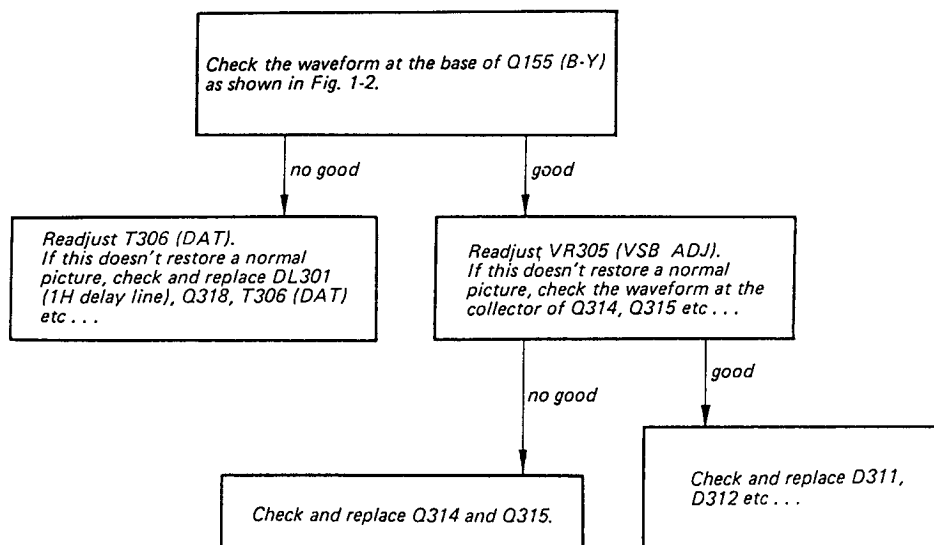 Check the waveform at the base of Q155 (B-Y)
as shown in Fig. 1-2.
no good
good
Readjust T306 (DAT).
If this doesn't restore a normal
picture, check and replace DL301
(1H delay line), Q318, T306 (DAT)
etc . . .
Readjust VR305 (VSB ADJ).
If this doesn't restore a normal
picture, check the waveform at the
collector of Q314, Q315 etc . . .
no good
good
Check and replace Q314 and Q315.
Check and replace D311,
D312 etc . . .